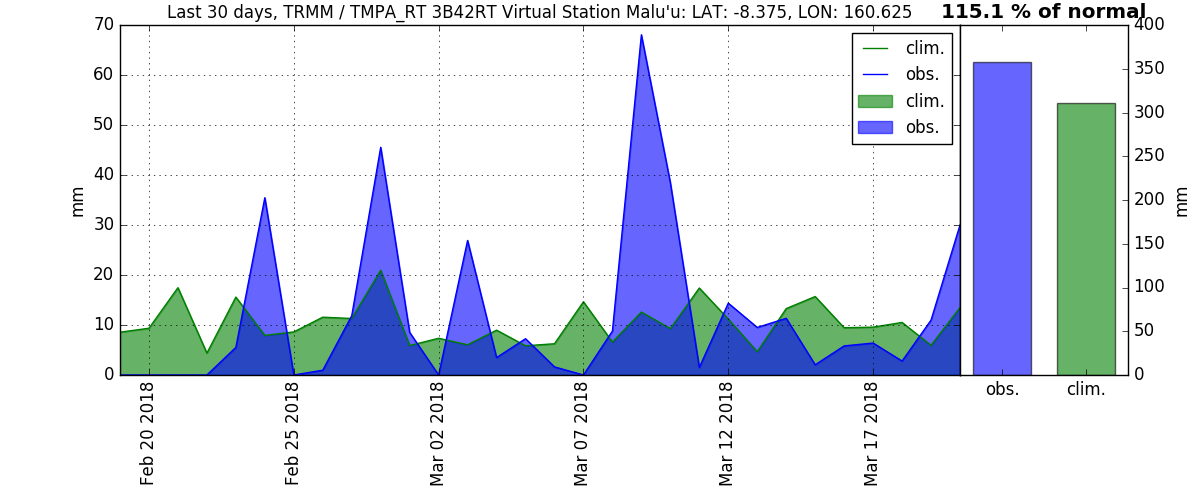 Last 30 days, TRMM / TMPA_RT 3B42RT Virtual Station Malu'u: LAT: -8.375, LON: 160.625
115.1 % of normal
70
60
50
40
30
20
10
0
mm
clim.
obs.
clim.
obs.
Feb 20 2018
Feb 25 2018
Mar 02 2018
Mar 07 2018
Mar 12 2018
Mar 17 2018
400
350
300
250
200
150
100
50
0
mm
obs.
clim.